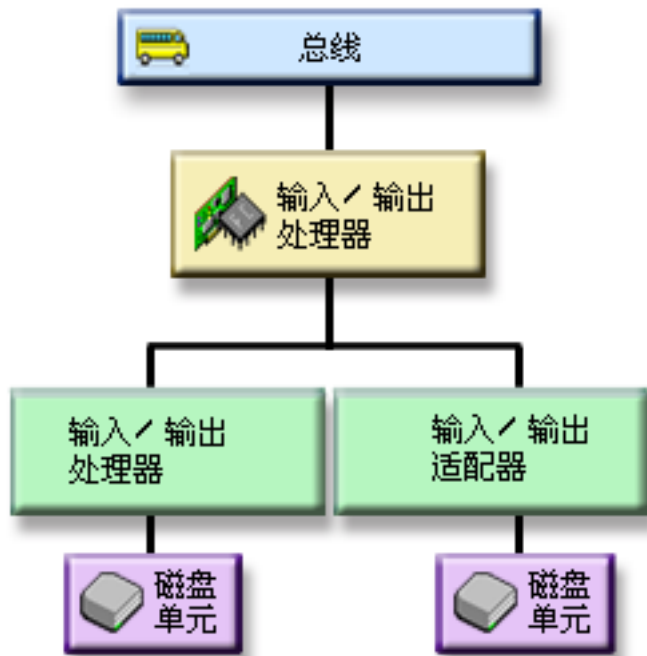 总线
输入/输出
处理器
输入/输出
处理器
输入/输出
适配器
磁盘
单元
磁盘
单元